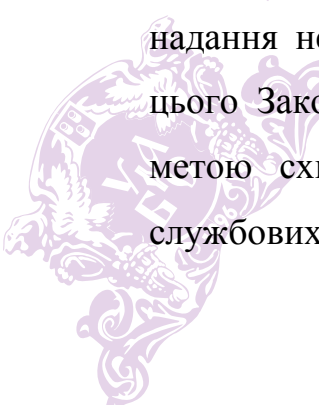 надання не
цього Зако
метою схи
службових